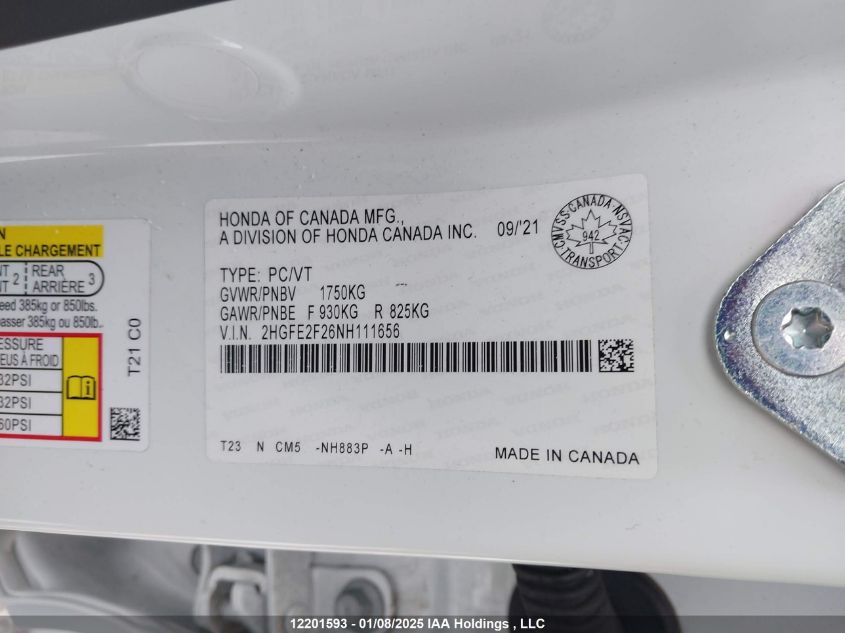 HONDA OF CANADA MFG.,
A DIVISION OF HONDA CANADA INC. 09/'21
CMVSS CANADA NSVAC
942
TRANSPORT
TYPE: PC/VT
GVWR/PNBV 1750KG
GAWR/PNBE F 930KG R 825KG
V.I.N. 2HGFE2F26NH111656
T23 N CM5 -NH883P -A -H
MADE IN CANADA
LE CHARGEMENT
2 REAR
ARRIÈRE 3
385kg or 850lbs.
passer 385kg ou 850lb.
EUS À FROID
32PSI
32PSI
60PSI
T21 C0
12201593 - 01/08/2025 IAA Holdings , LLC